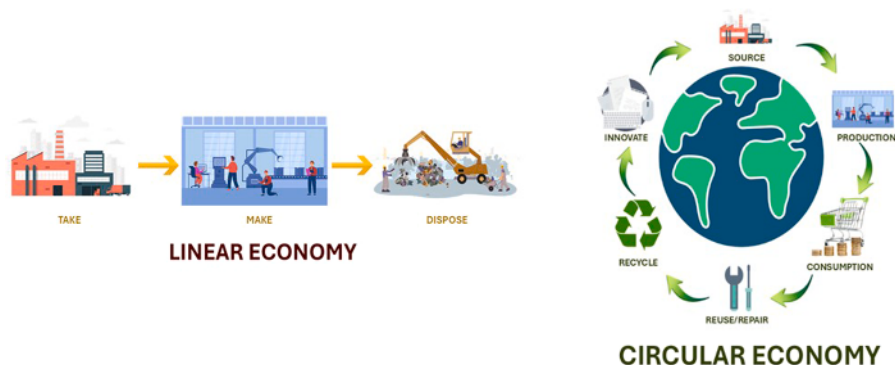 TAKE
MAKE
DISPOSE
LINEAR ECONOMY
SOURCE
PRODUCTION
CONSUMPTION
REUSE/REPAIR
RECYCLE
INNOVATE
CIRCULAR ECONOMY